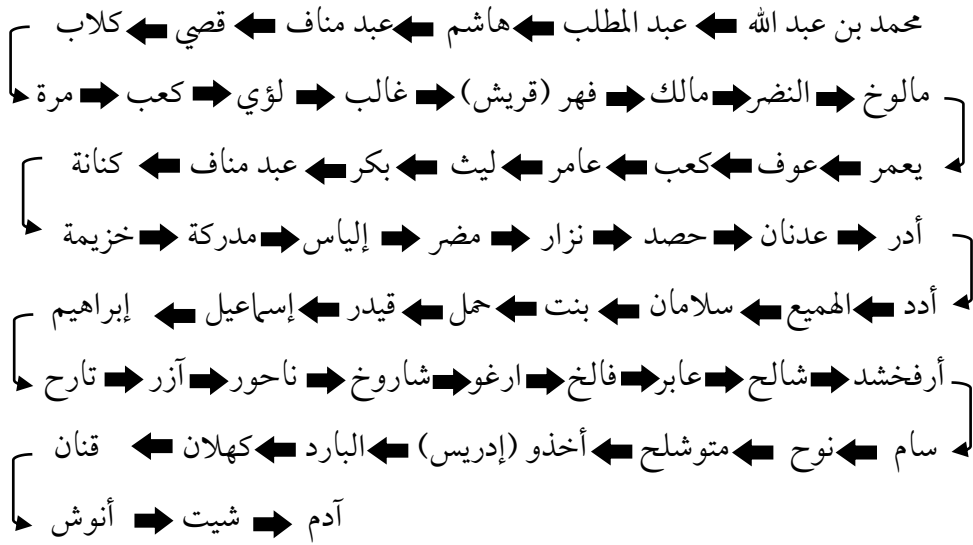 محمد بن عبد الله عبد المطلب هاشم عبد مناف قصي كلاب
مالوخ النضر مالك فهر (قريش) غالب لؤي كعب مرة
يعمر عوف كعب عامر ليث بكر عبد مناف كنانة
أدر عدنان حصد نزار مضر إلياس مدركة خزيمة
أدد الهميع سلامان بنت حمل قيدر إسماعيل إبراهيم
أرفخشد شالح عابر فالخ ارغو شاروخ ناحور آزر تارح
سام نوح متوشلح أخذو (إدريس) البارد كهلان قنان
آدم شيت أنوش